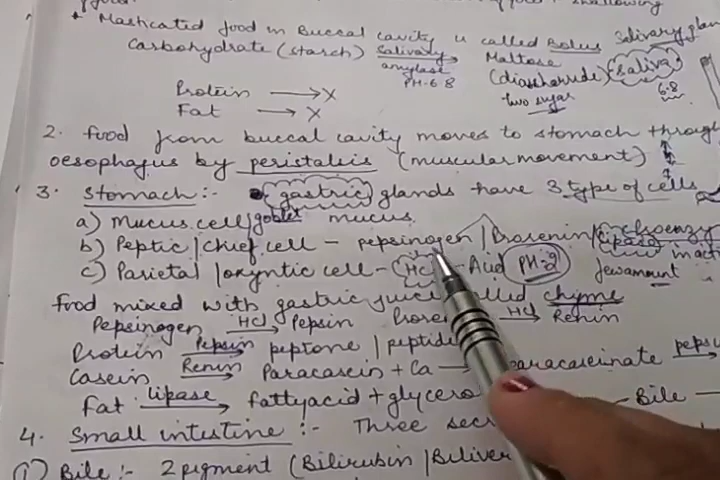 shallowing
* Masticated food in Buccal cavity is called Bolus Salivary gland
Carbohydrate (starch) Salivary amylase PH-6.8 → Maltose (disaccharide) two sugar (saliva) 6.8
Protein → X
Fat → X
2. food from buccal cavity moves to stomach through
oesophagus by peristalsis (muscular movement)
3. Stomach:- gastric glands have 3 type of cells
a) Mucus cell/goblet mucus
b) Peptic/chief cell - pepsinogen / Prorenin / lipase
c) Parietal/oxyntic cell - HCl - Acid PH=2
food mixed with gastric juice called chyme
Pepsinogen HCl → Pepsin HCl → Renin
Protein Pepsin → peptone / peptide
Casein Renin → Paracasein + Ca → paracaseinate
Fat lipase → fattyacid + glycero
4. Small intestine :- Three Bile -
(1) Bile :- 2 pigment (Bilirubin / Biliver